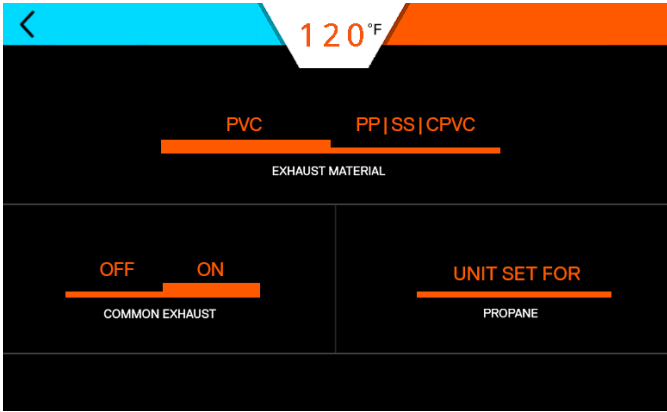 120°F
PVC PP|SS|CPVC
EXHAUST MATERIAL
OFF ON
COMMON EXHAUST
UNIT SET FOR
PROPANE